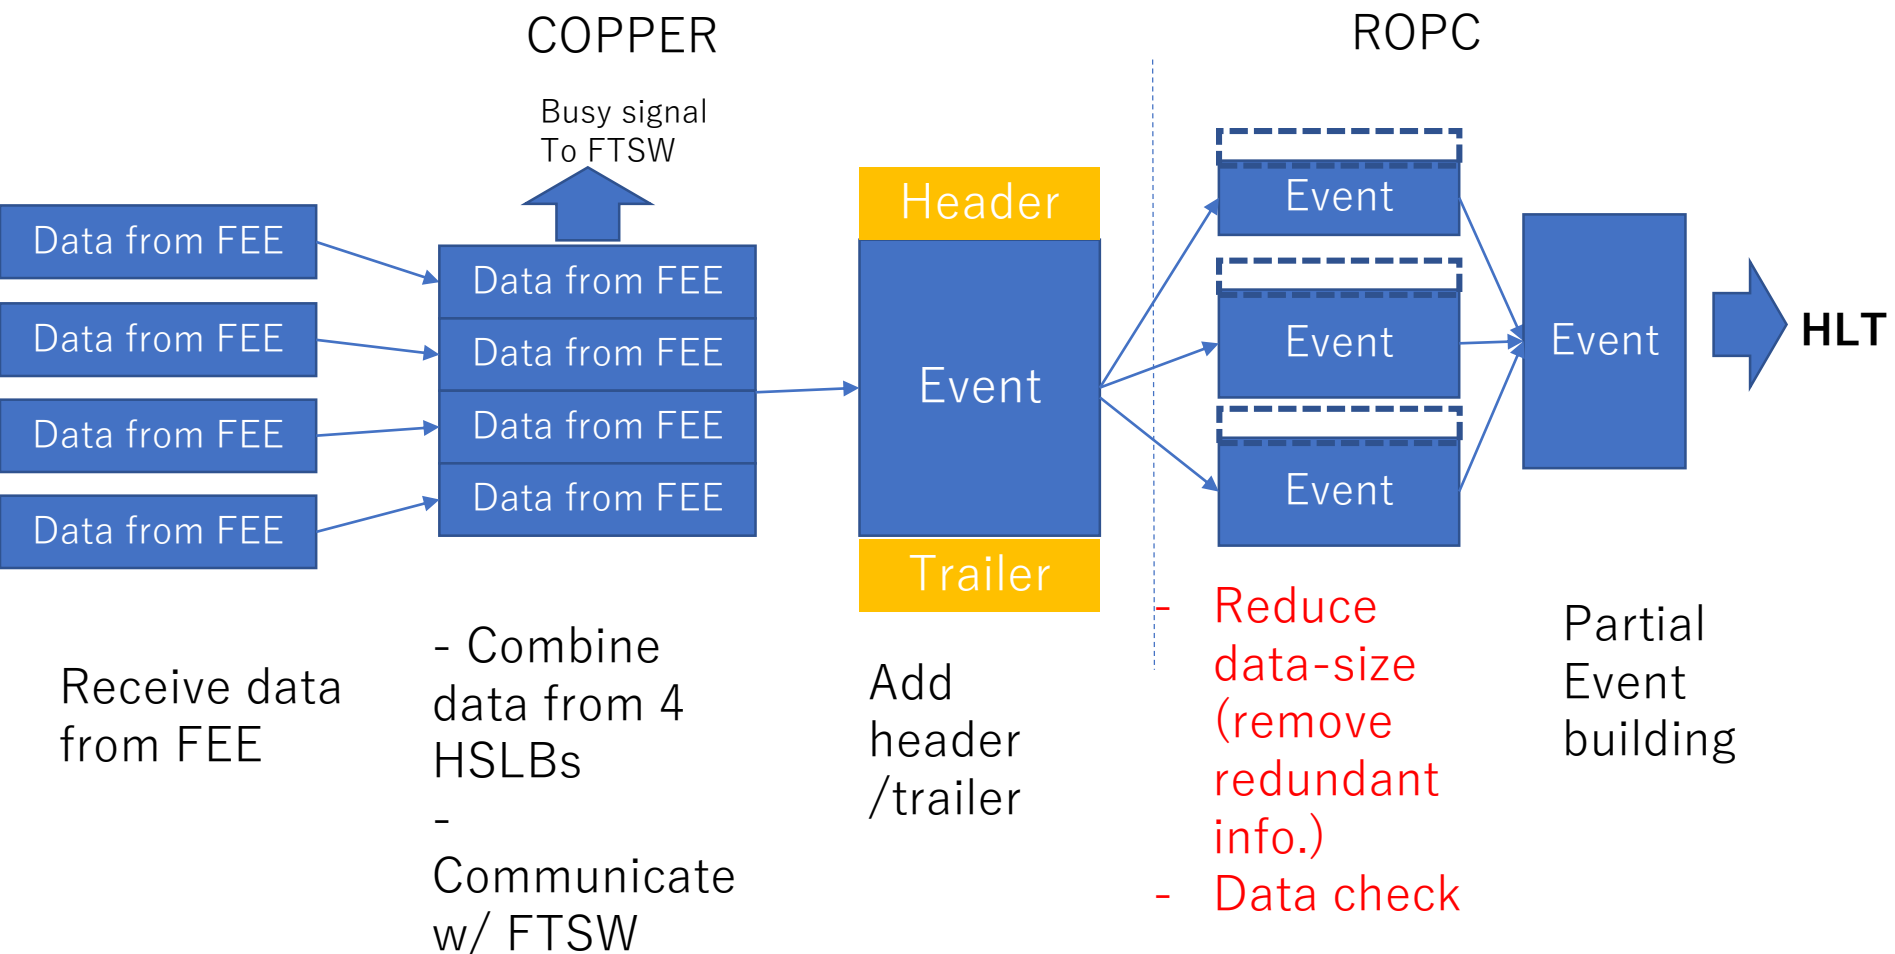 COPPER
ROPC
Busy signal
To FTSW
Data from FEE
Data from FEE
Data from FEE
Data from FEE
Data from FEE
Data from FEE
Data from FEE
Data from FEE
Header
Event
Trailer
Event
Event
Event
Event
HLT
Receive data
from FEE
- Combine
data from 4
HSLBs
-
Communicate
w/ FTSW
Add
header
/trailer
- Reduce
data-size
(remove
redundant
info.)
- Data check
Partial
Event
building